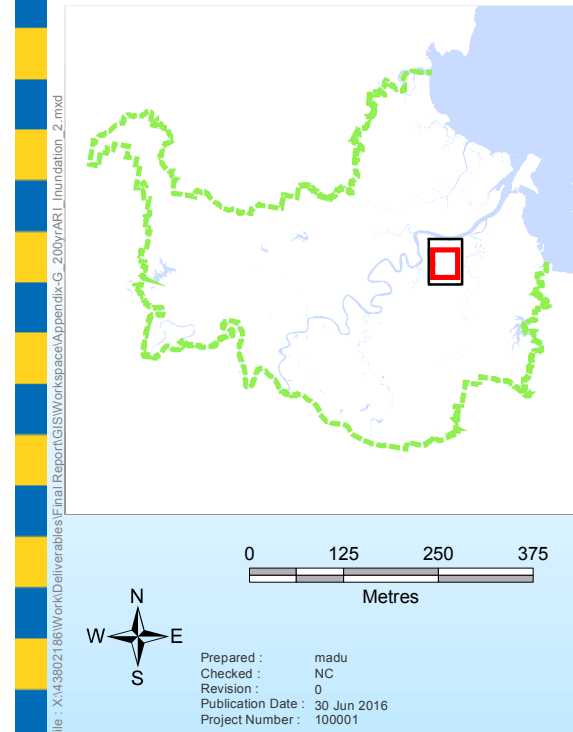 ile : X:\43802186\Work\Deliverables\Final Report\GIS\Workspace\Appendix-G_200yrARI_Inundation_2.mxd
0 125 250 375
Metres
N
W E
S
Prepared : madu
Checked : NC
Revision : 0
Publication Date : 30 Jun 2016
Project Number : 100001